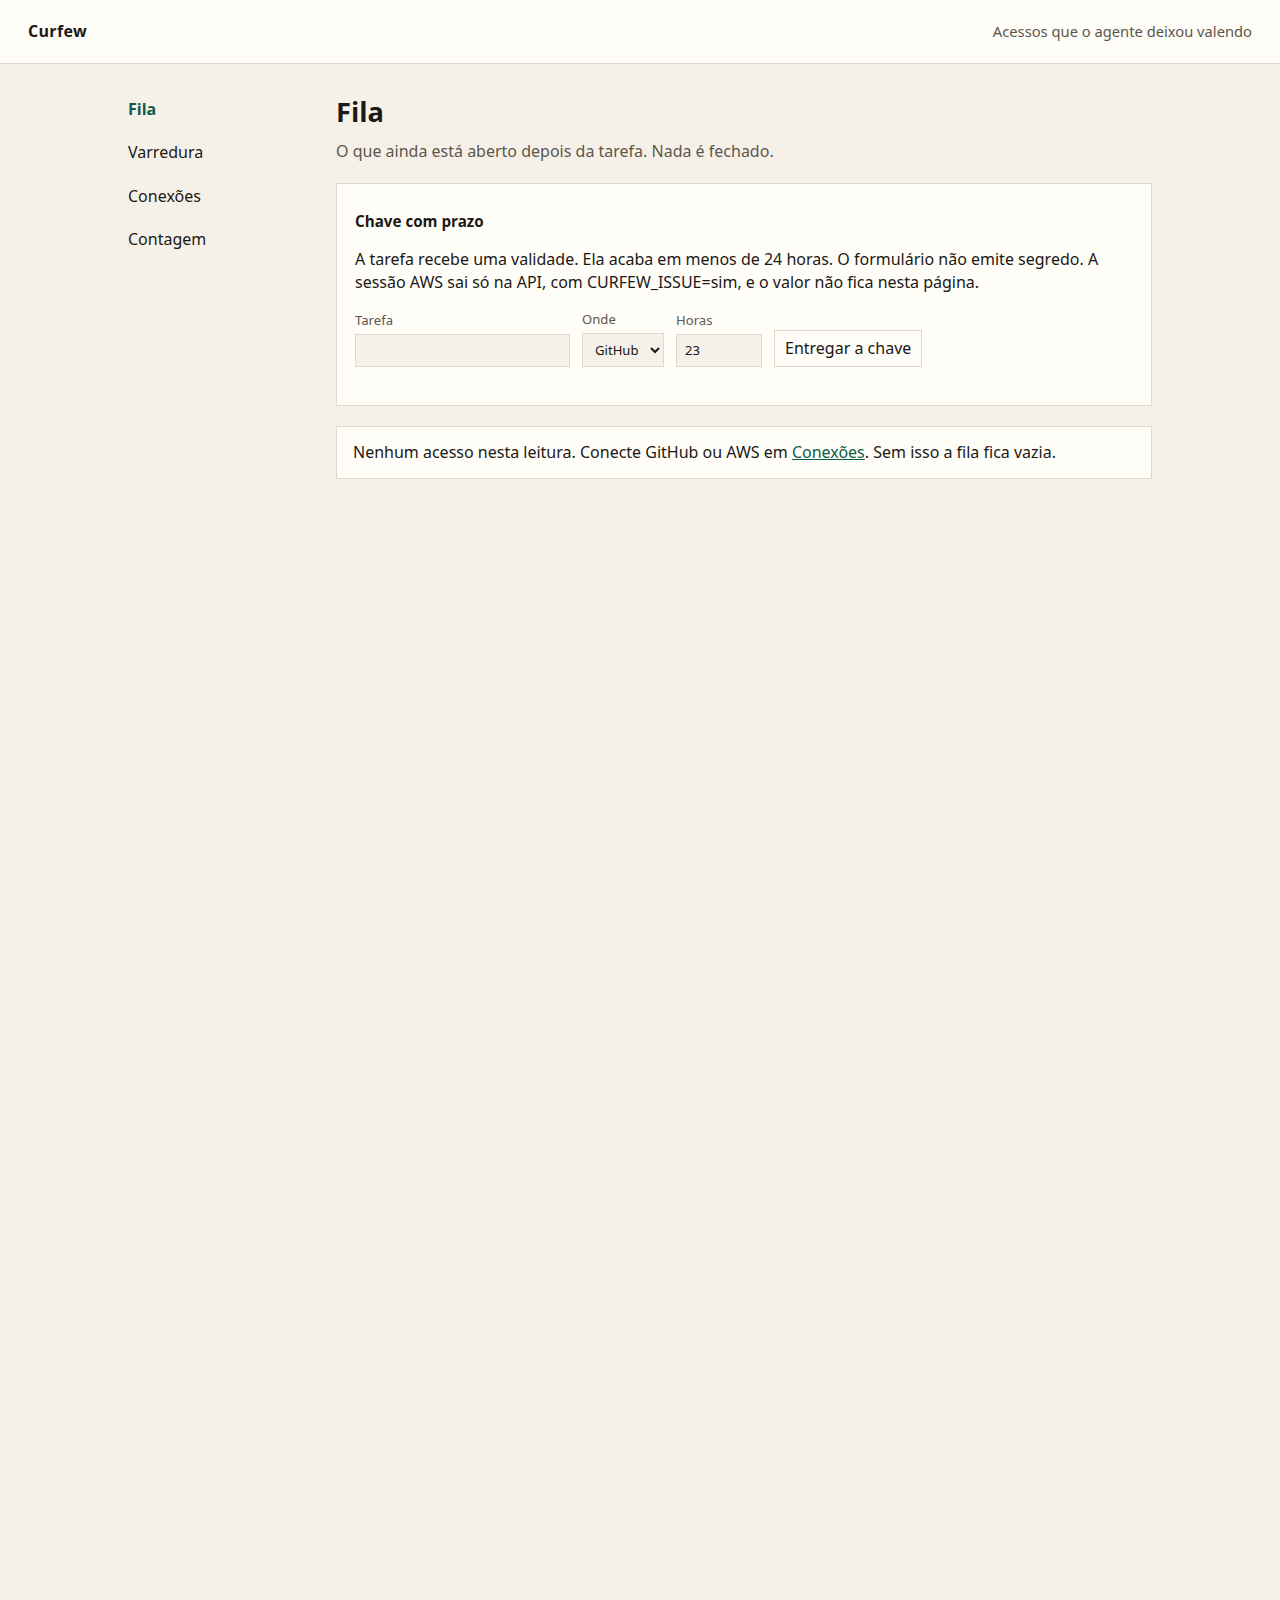 Curfew
Acessos que o agente deixou valendo
Fila
Varredura
Conexões
Contagem
Fila
O que ainda está aberto depois da tarefa. Nada é fechado.
Chave com prazo
A tarefa recebe uma validade. Ela acaba em menos de 24 horas. O formulário não emite segredo. A
sessão AWS sai só na API, com CURFEW_ISSUE=sim, e o valor não fica nesta página.
Tarefa
Onde
Horas
GitHub
23
Entregar a chave
Nenhum acesso nesta leitura. Conecte GitHub ou AWS em Conexões. Sem isso a fila fica vazia.